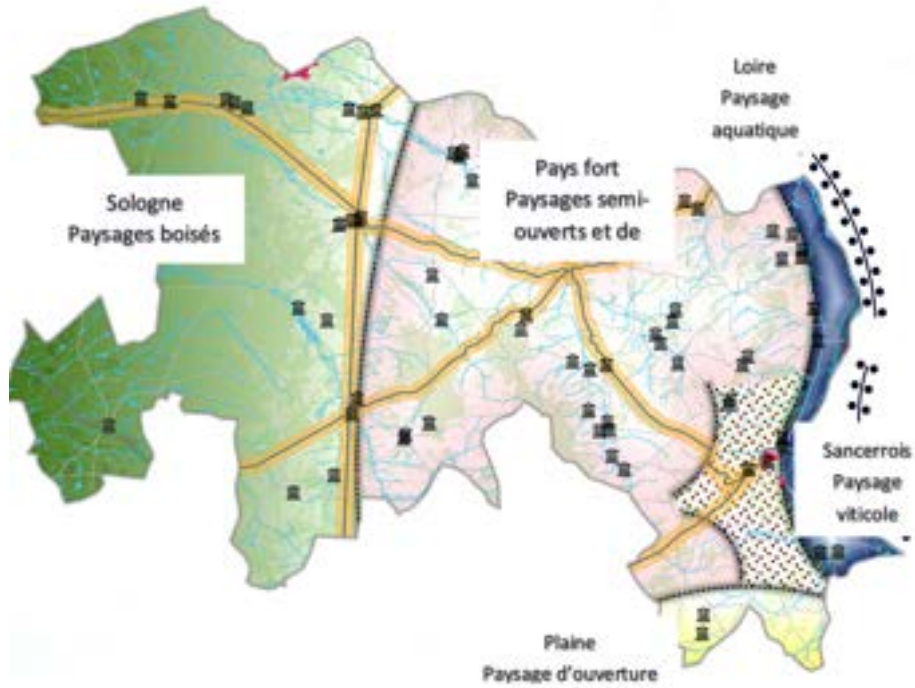 Loire
Paysage
aquatique
Pays fort
Paysages semi-
ouverts et de
Sologne
Paysages boisés
Sancerrois
Paysage
viticole
Plaine
Paysage d'ouverture